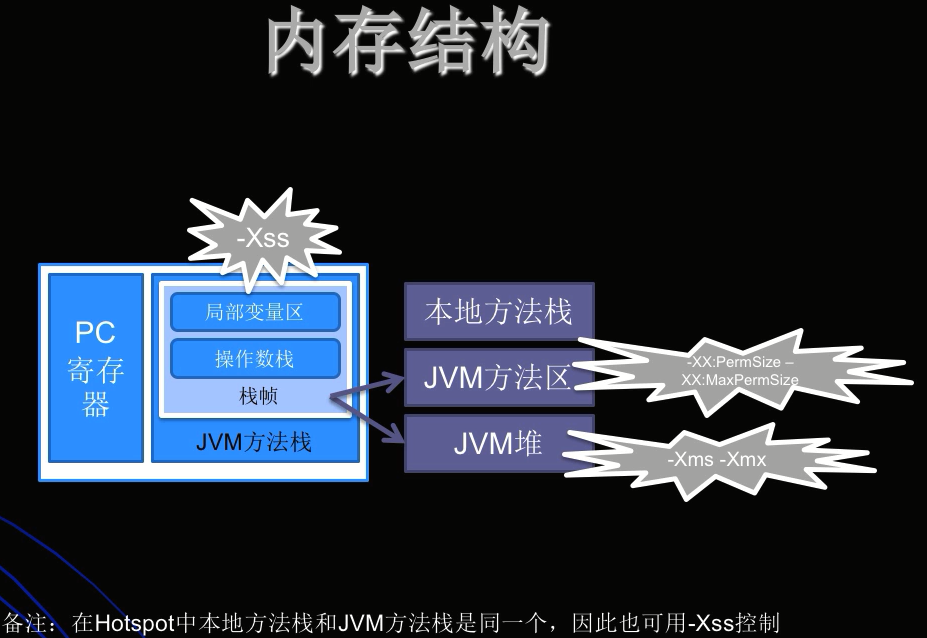 内存结构
-Xss
PC
寄存
器
局部变量区
操作数栈
栈帧
JVM方法栈
本地方法栈
JVM方法区
JVM堆
-XX:PermSize –
XX:MaxPermSize
-Xms -Xmx
备注：在Hotspot中本地方法栈和JVM方法栈是同一个，因此也可用-Xss控制